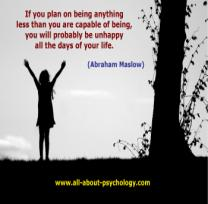 If you plan on being anything
less than you are capable of being,
you will probably be unhappy
all the days of your life.
(Abraham Maslow)
www.all-about-psychology.com